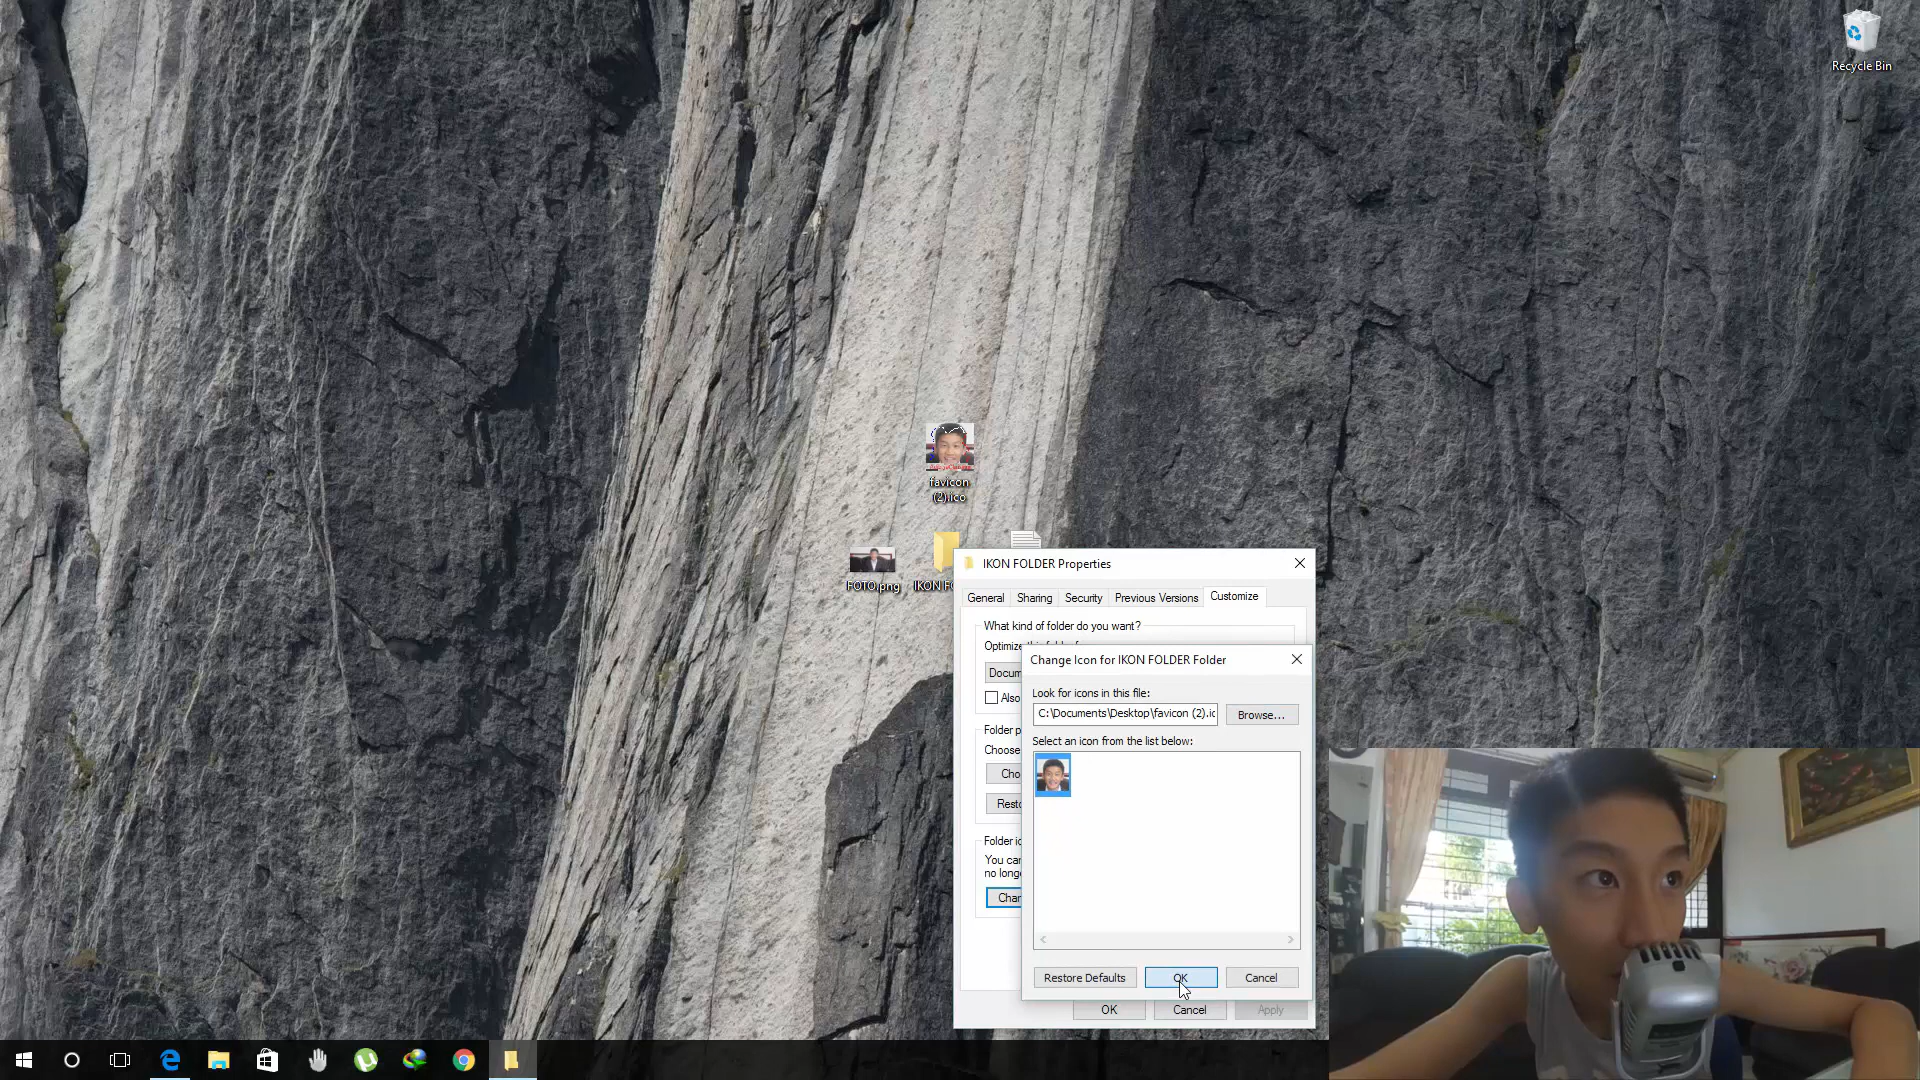 Recycle Bin
favicon
(2).ico
FOTO.png
IKON FO
IKON FOLDER Properties
General
Sharing
Security
Previous Versions
Customize
What kind of folder do you want?
Optimize this folder f
Docum
Also
Folder p
Choose
Cho
Resto
Folder ic
You can
no longe
Chan
Change Icon for IKON FOLDER Folder
Look for icons in this file:
C:\Documents\Desktop\favicon (2).ic
Browse...
Select an icon from the list below:
Restore Defaults
OK
Cancel
OK
Cancel
Apply